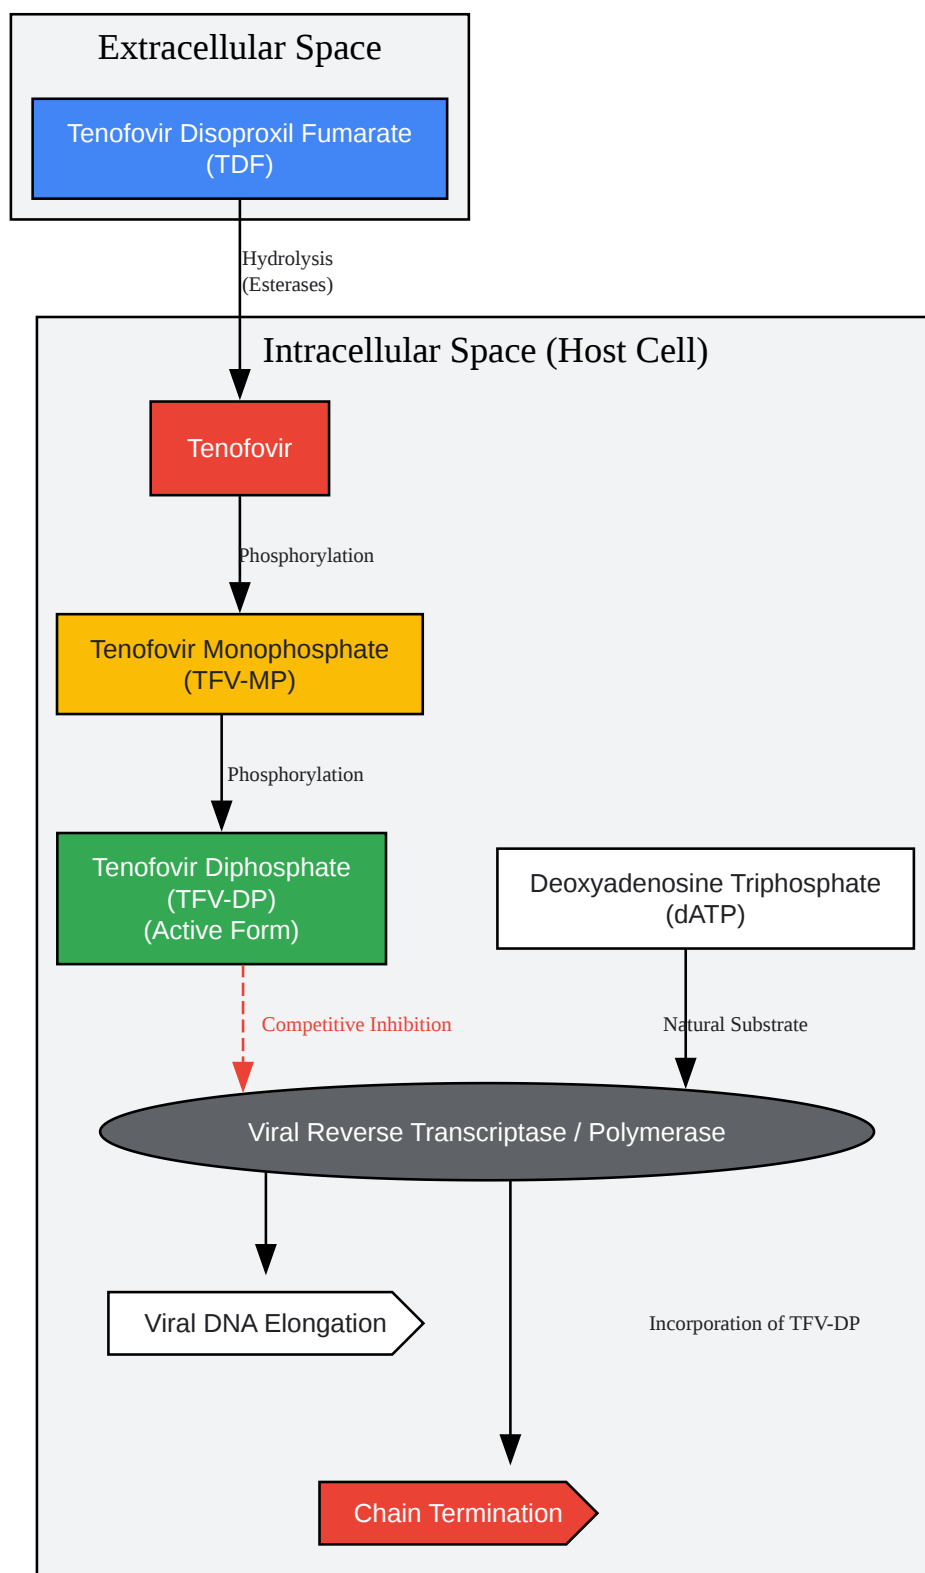 Extracellular Space
Tenofovir Disoproxil Fumarate
(TDF)
Hydrolysis
(Esterases)
Intracellular Space (Host Cell)
Tenofovir
Phosphorylation
Tenofovir Monophosphate
(TFV-MP)
Phosphorylation
Tenofovir Diphosphate
(TFV-DP)
(Active Form)
Deoxyadenosine Triphosphate
(dATP)
Competitive Inhibition
Natural Substrate
Viral Reverse Transcriptase / Polymerase
Viral DNA Elongation
Incorporation of TFV-DP
Chain Termination